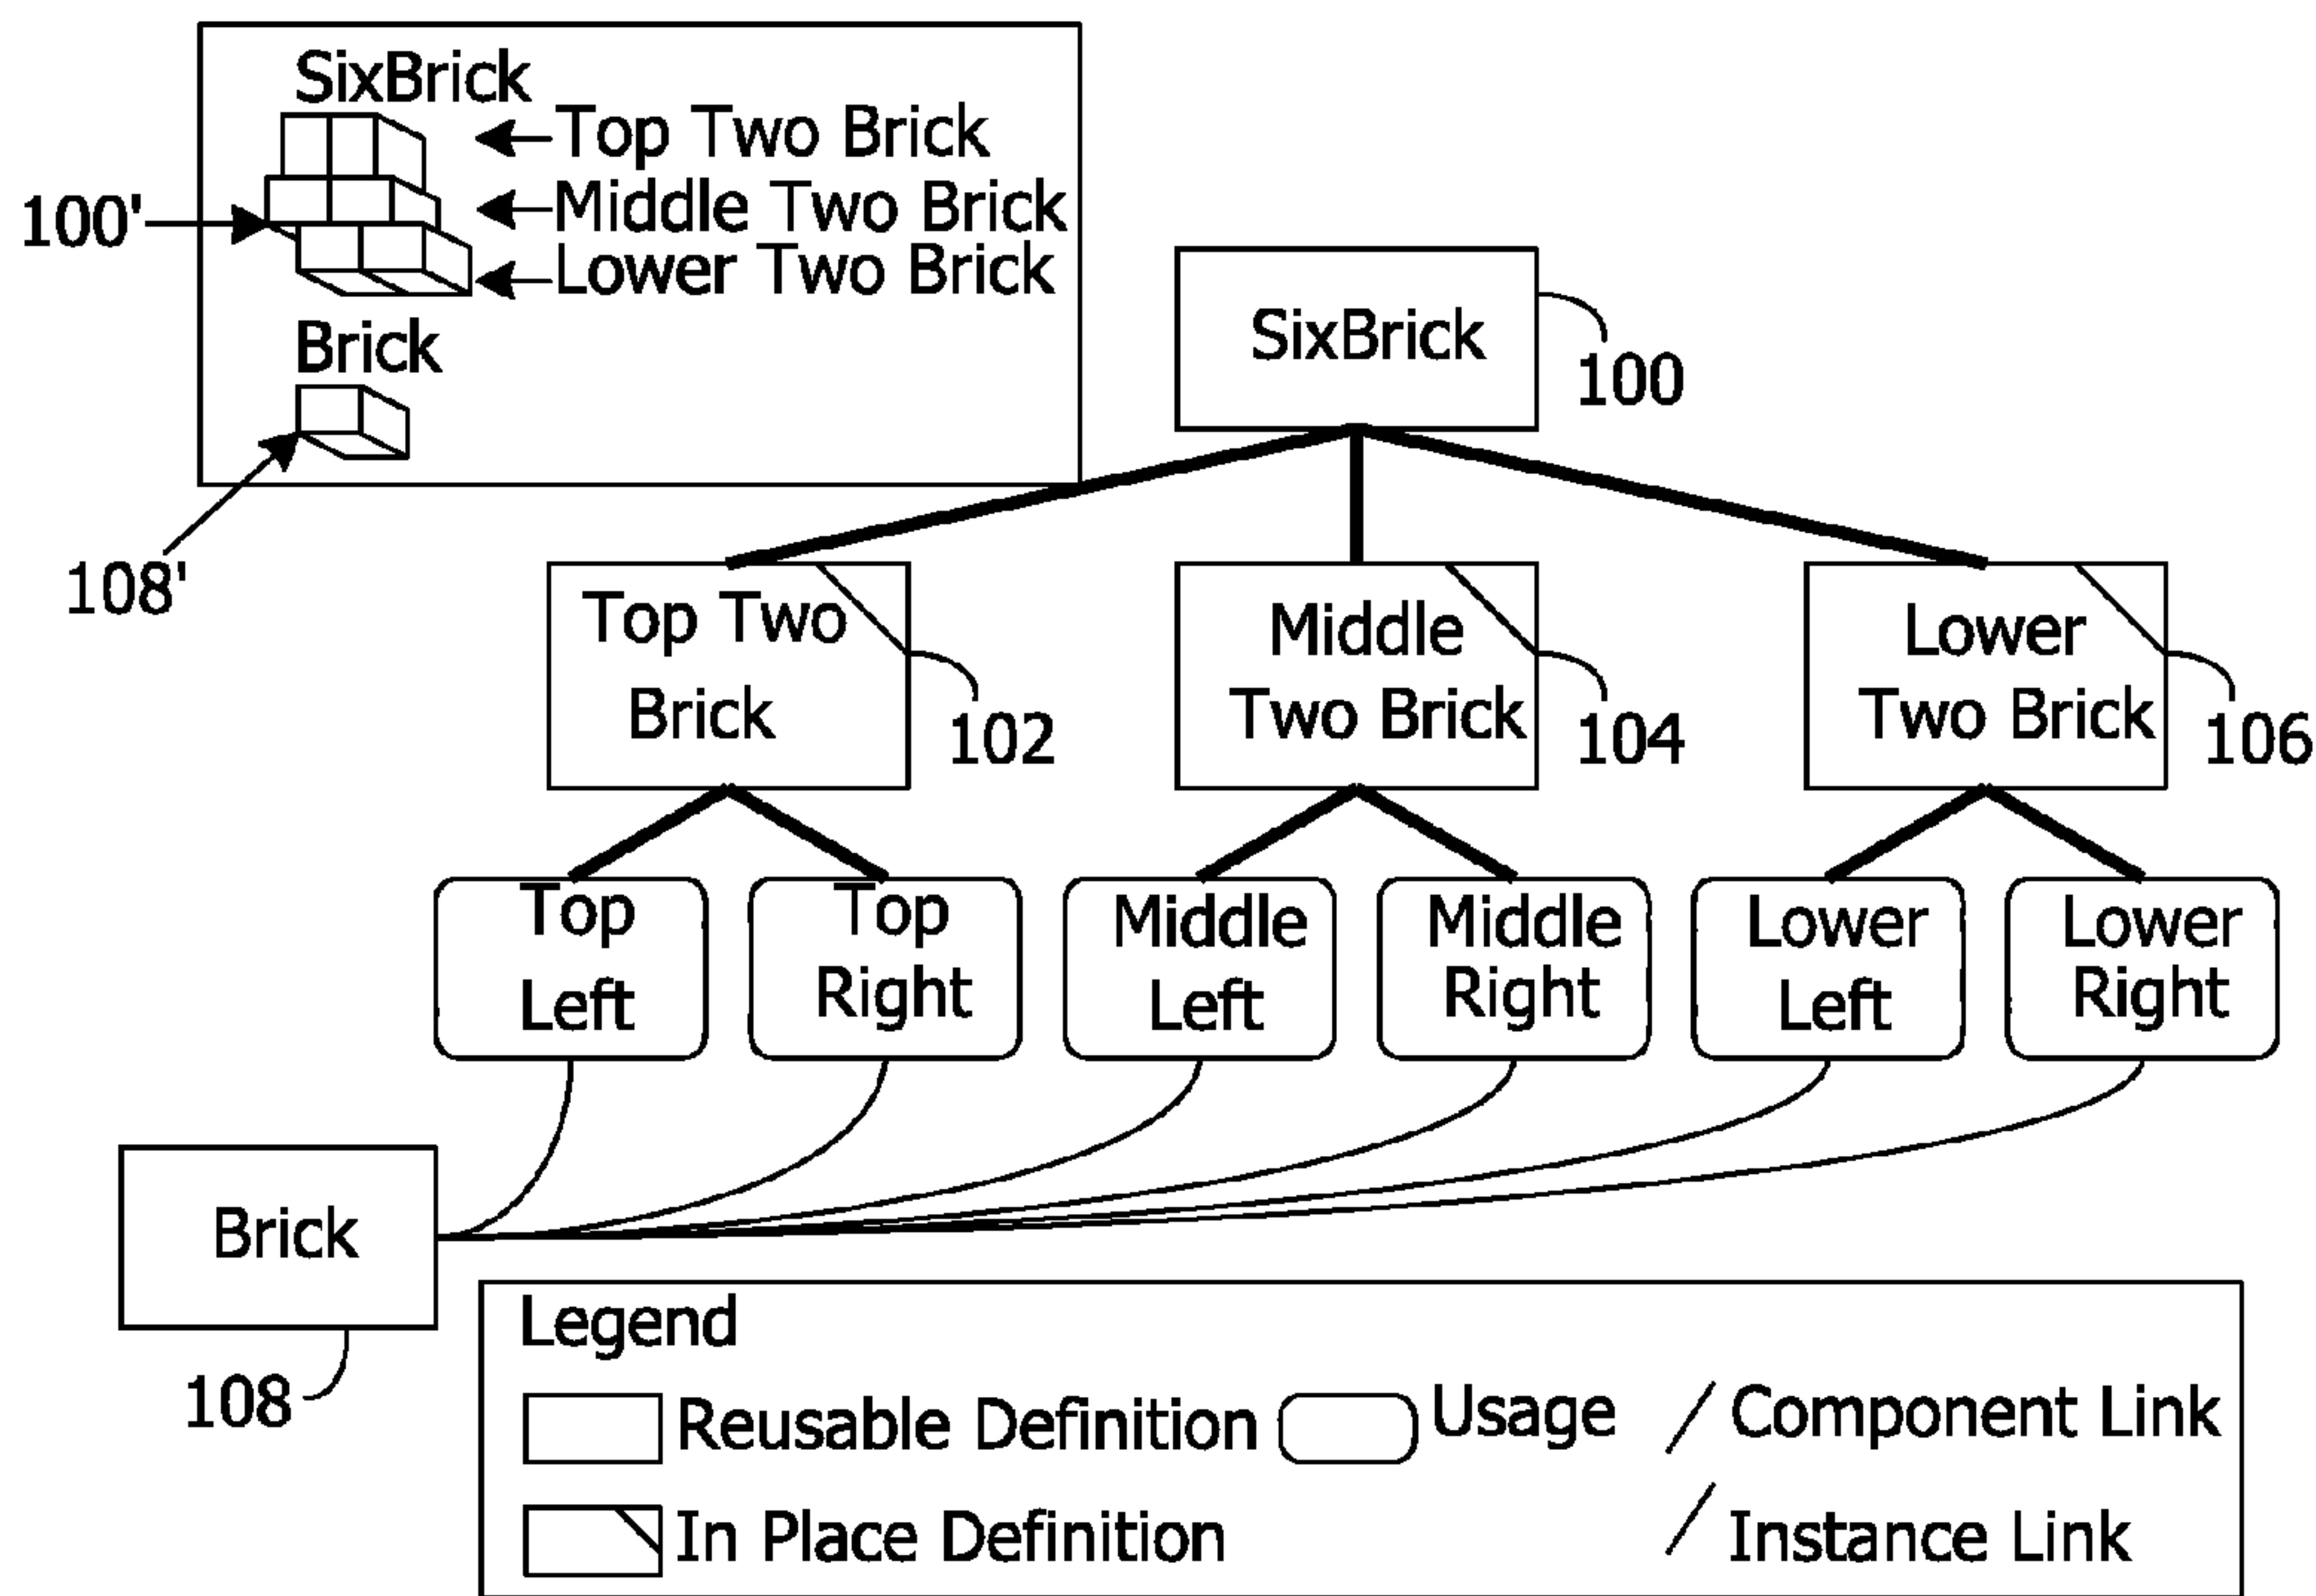 SixBrick
Top Two Brick
Middle Two Brick
Lower Two Brick
100'
Brick
108'
SixBrick
100
Top Two
Brick
102
Middle
Two Brick
104
Lower
Two Brick
106
Top
Left
Top
Right
Middle
Left
Middle
Right
Lower
Left
Lower
Right
Brick
108
Legend
Reusable Definition
Usage
Component Link
In Place Definition
Instance Link